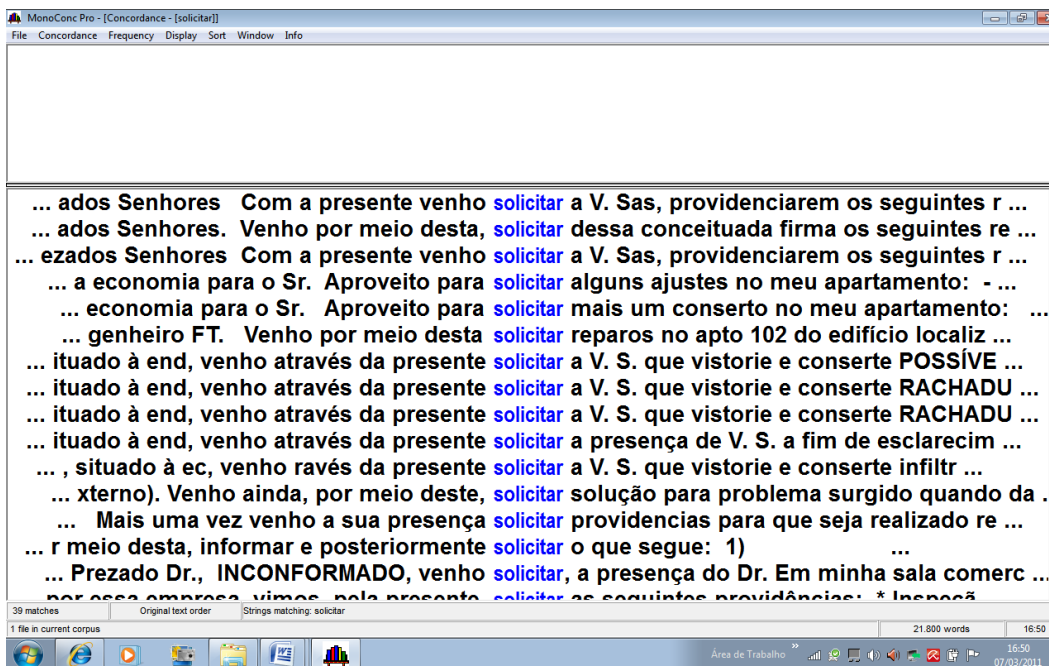 MonoConc Pro - [Concordance - [solicitar]]
File Concordance Frequency Display Sort Window Info
... ados Senhores Com a presente venho solicitar a V. Sas, providenciarem os seguintes r ...
... ados Senhores. Venho por meio desta, solicitar dessa conceituada firma os seguintes re ...
... ezados Senhores Com a presente venho solicitar a V. Sas, providenciarem os seguintes r ...
... a economia para o Sr. Aproveito para solicitar alguns ajustes no meu apartamento: - ...
... economia para o Sr. Aproveito para solicitar mais um conserto no meu apartamento: ...
... genheiro FT. Venho por meio desta solicitar reparos no apto 102 do edifício localiz ...
... ituado à end, venho através da presente solicitar a V. S. que vistorie e conserte POSSÍVE ...
... ituado à end, venho através da presente solicitar a V. S. que vistorie e conserte RACHADU ...
... ituado à end, venho através da presente solicitar a V. S. que vistorie e conserte RACHADU ...
... ituado à end, venho através da presente solicitar a presença de V. S. a fim de esclarecim ...
... , situado à ec, venho ravés da presente solicitar a V. S. que vistorie e conserte infiltr ...
... xterno). Venho ainda, por meio deste, solicitar solução para problema surgido quando da .
... Mais uma vez venho a sua presença solicitar providencias para que seja realizado re ...
... r meio desta, informar e posteriormente solicitar o que segue: 1) ...
... Prezado Dr., INCONFORMADO, venho solicitar, a presença do Dr. Em minha sala comerc ...
por essa empresa, vimos, pela presente, solicitar as seguintes providências: * Inspeçã
39 matches Original text order Strings matching: solicitar
1 file in current corpus 21.800 words 16:50
Área de Trabalho 16:50
07/03/2011